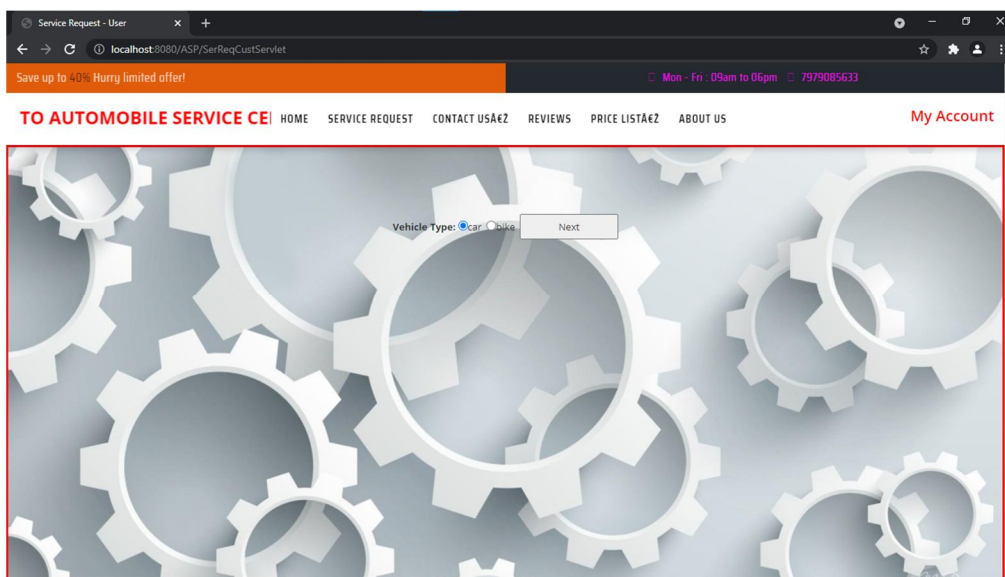 Service Request - User
localhost:8080/ASP/SerReqCustServlet
Save up to 40% Hurry limited offer!
Mon - Fri : 09am to 06pm 7979085633
TO AUTOMOBILE SERVICE CE
HOME SERVICE REQUEST CONTACT USÂ€Ž REVIEWS PRICE LISTÂ€Ž ABOUT US
My Account
Vehicle Type: car bike Next